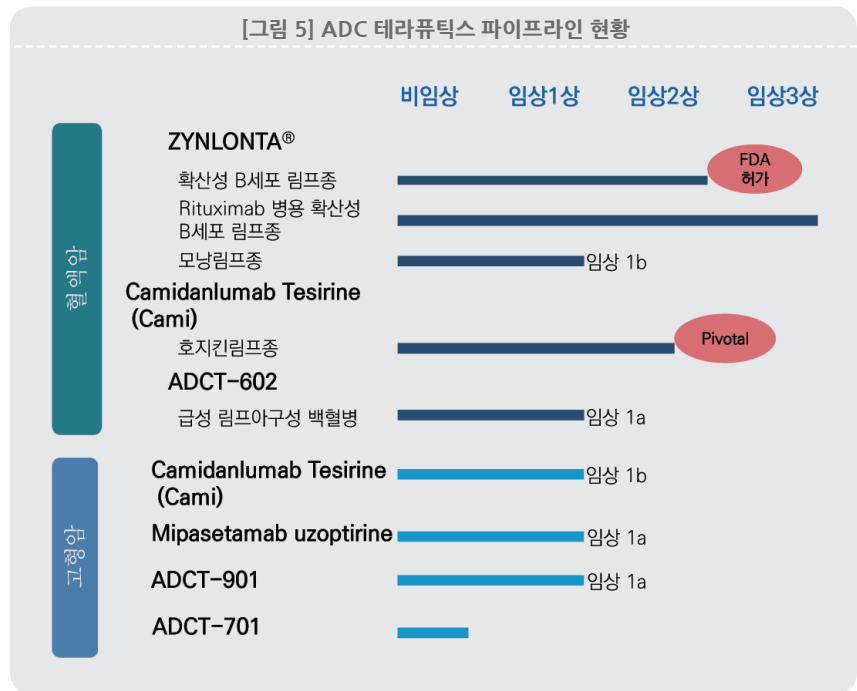 [그림 5] ADC 테라퓨틱스 파이프라인 현황
비임상 임상1상 임상2상 임상3상
혈액암
ZYNLONTA®
확산성 B세포 림프종
FDA
허가
Rituximab 병용 확산성
B세포 림프종
모낭림프종 임상 1b
Camidanlumab Tesirine
(Cami)
호지킨림프종
Pivotal
ADCT-602
급성 림프아구성 백혈병 임상 1a
고형암
Camidanlumab Tesirine
(Cami)
임상 1b
Mipasetamab uzoptirine 임상 1a
ADCT-901 임상 1a
ADCT-701